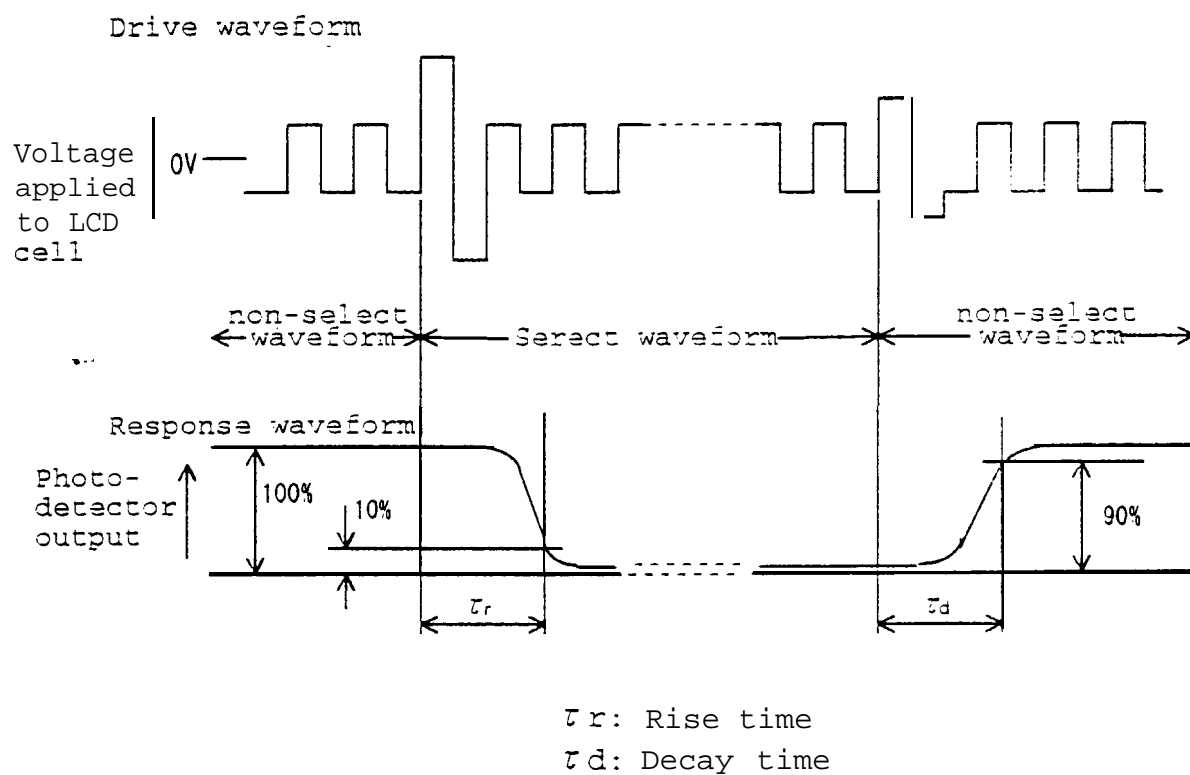 Drive waveform
Voltage
applied
to LCD
cell
0V
non-select
waveform
Serect waveform
non-select
waveform
Response waveform
Photo-
detector
output
100%
10%
90%
τr
τd
τr: Rise time
τd: Decay time